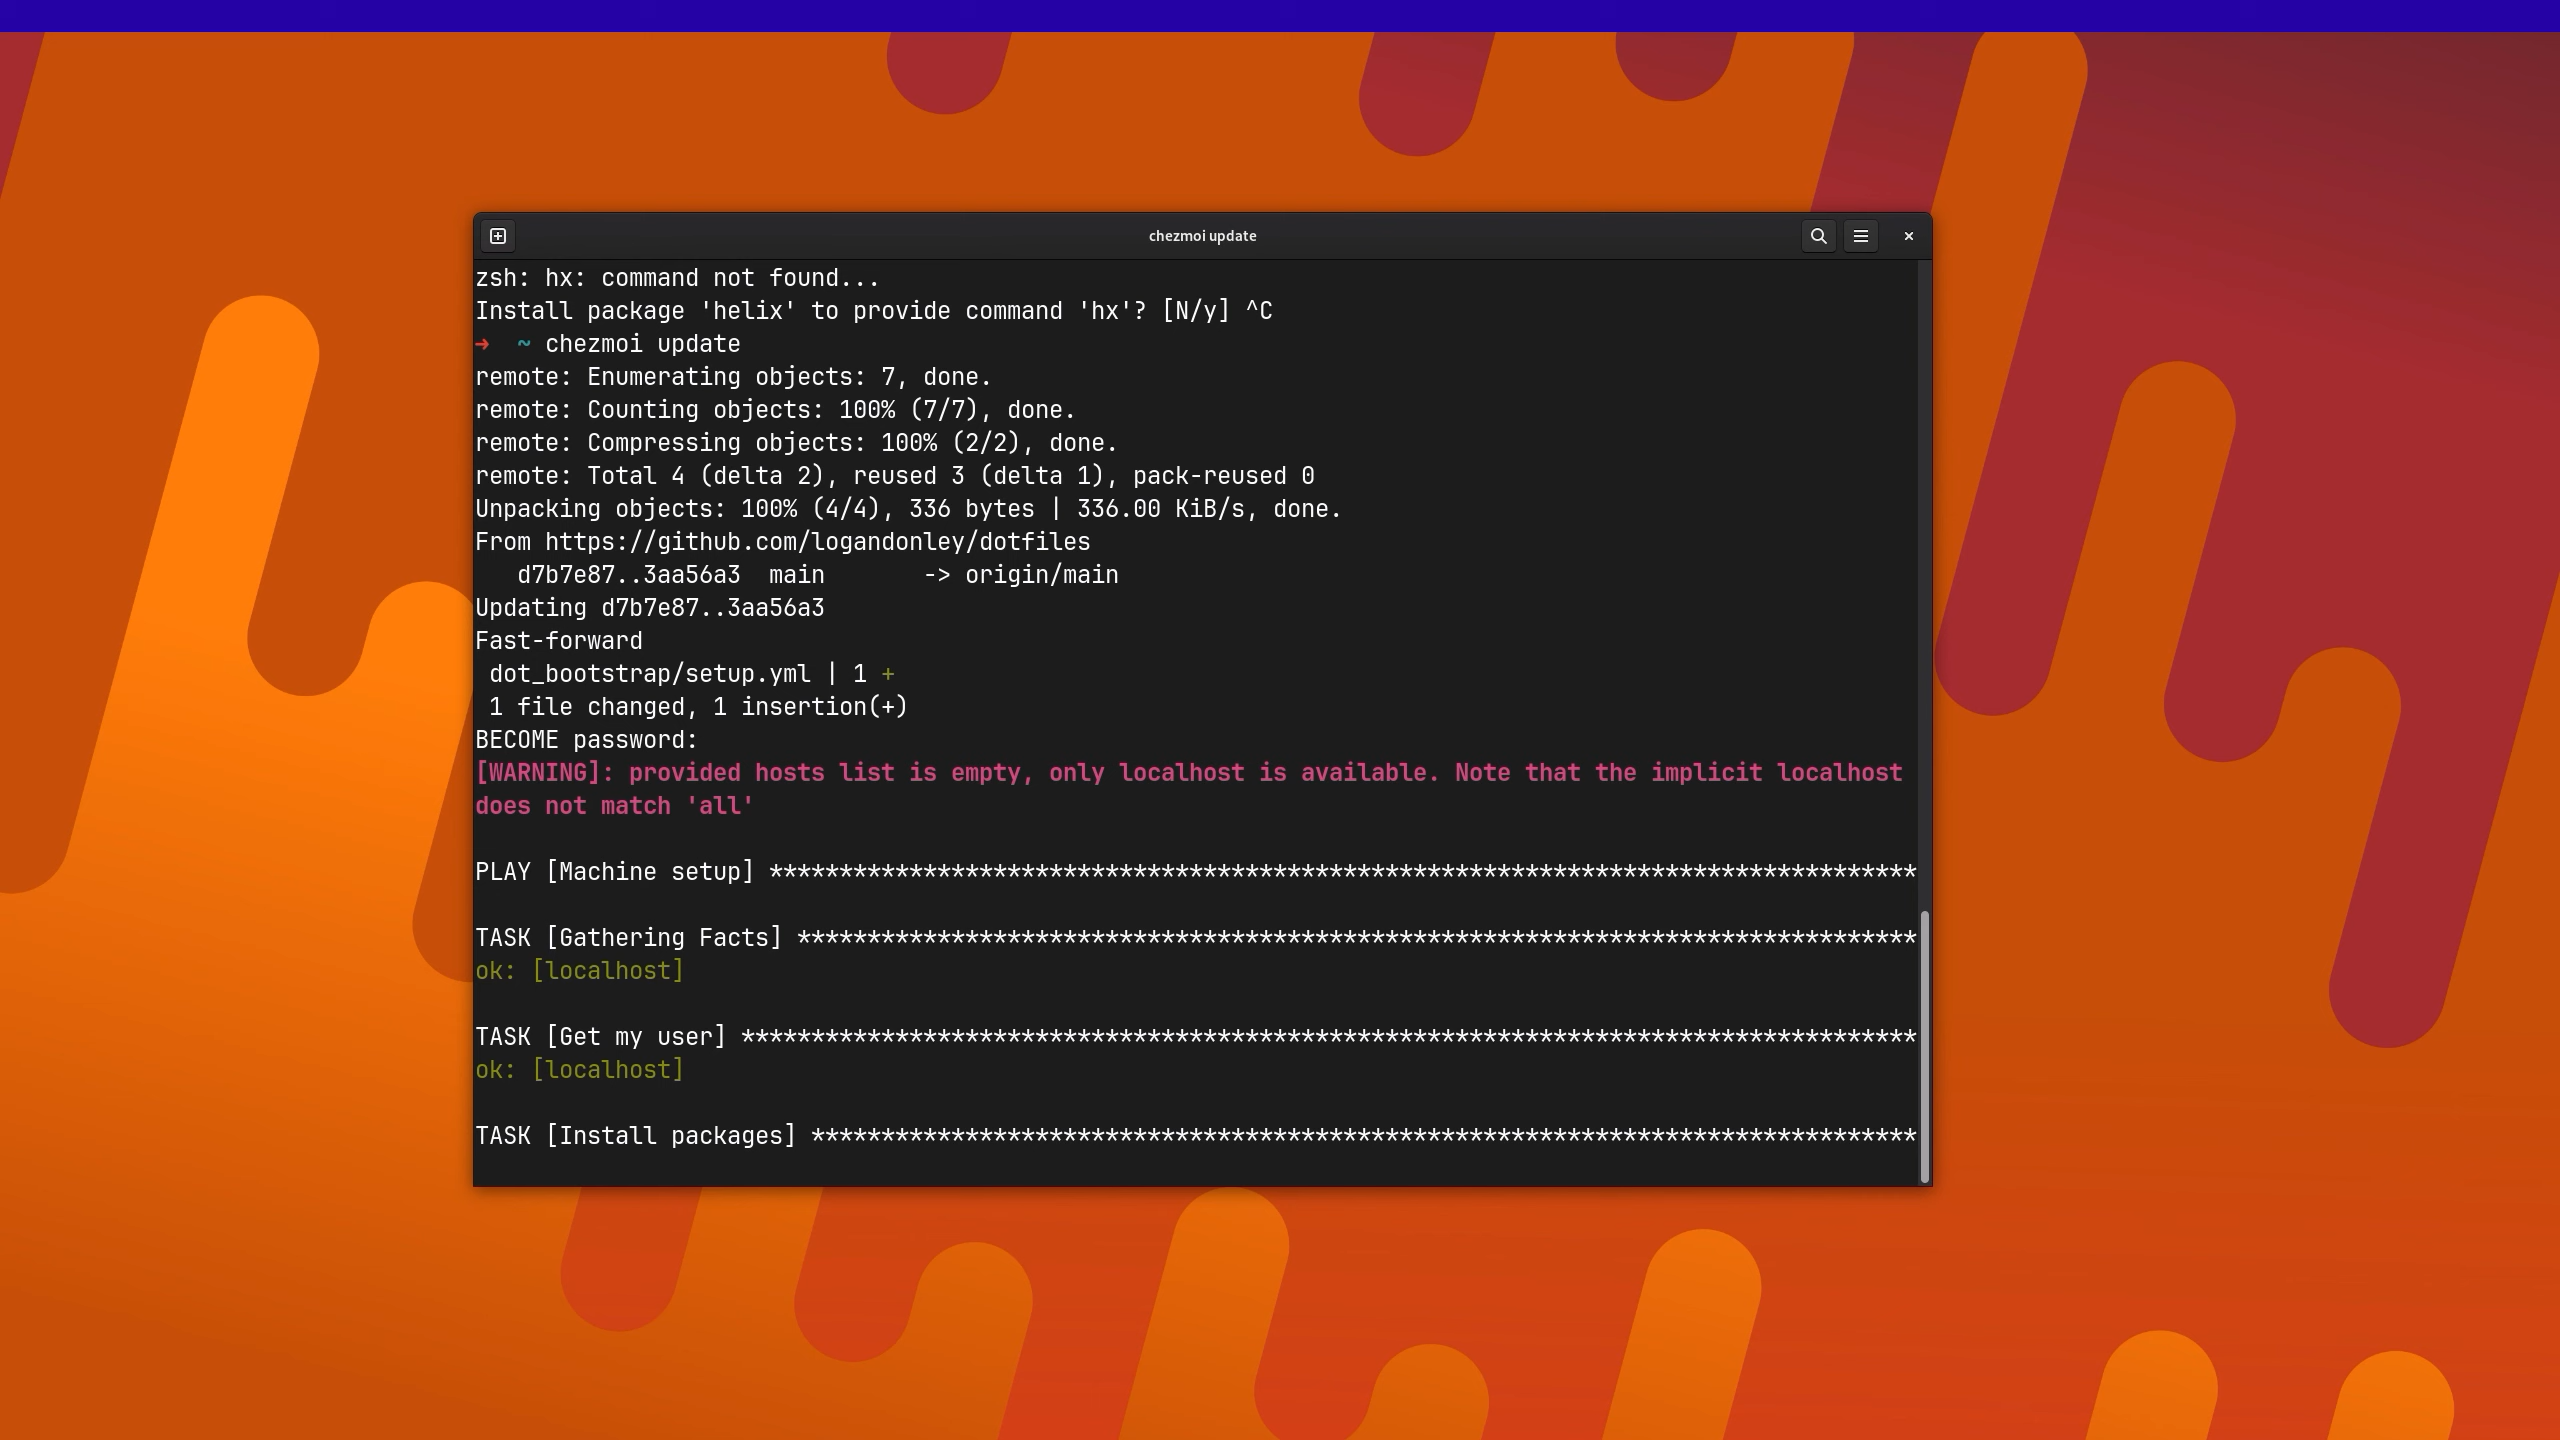 chezmoi update
zsh: hx: command not found...
Install package 'helix' to provide command 'hx'? [N/y] ^C
➜  ~ chezmoi update
remote: Enumerating objects: 7, done.
remote: Counting objects: 100% (7/7), done.
remote: Compressing objects: 100% (2/2), done.
remote: Total 4 (delta 2), reused 3 (delta 1), pack-reused 0
Unpacking objects: 100% (4/4), 336 bytes | 336.00 KiB/s, done.
From https://github.com/logandonley/dotfiles
   d7b7e87..3aa56a3  main       -> origin/main
Updating d7b7e87..3aa56a3
Fast-forward
 dot_bootstrap/setup.yml | 1 +
 1 file changed, 1 insertion(+)
BECOME password:
[WARNING]: provided hosts list is empty, only localhost is available. Note that the implicit localhost
does not match 'all'
PLAY [Machine setup] **********************************************************************************
TASK [Gathering Facts] ********************************************************************************
ok: [localhost]
TASK [Get my user] ************************************************************************************
ok: [localhost]
TASK [Install packages] *******************************************************************************